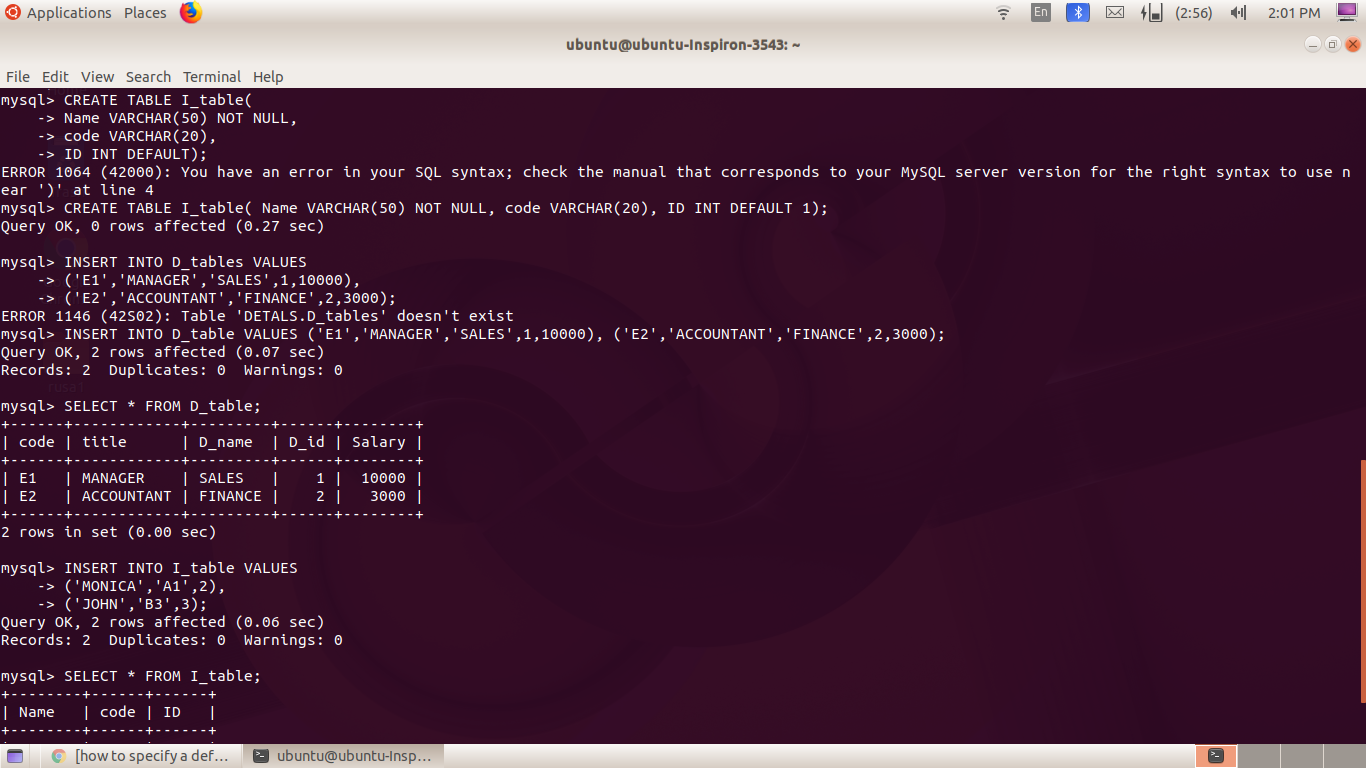 Applications Places En (2:56) 2:01 PM
ubuntu@ubuntu-Inspiron-3543: ~
File Edit View Search Terminal Help
mysql> CREATE TABLE I_table(
    -> Name VARCHAR(50) NOT NULL,
    -> code VARCHAR(20),
    -> ID INT DEFAULT);
ERROR 1064 (42000): You have an error in your SQL syntax; check the manual that corresponds to your MySQL server version for the right syntax to use n
ear ')' at line 4
mysql> CREATE TABLE I_table( Name VARCHAR(50) NOT NULL, code VARCHAR(20), ID INT DEFAULT 1);
Query OK, 0 rows affected (0.27 sec)
mysql> INSERT INTO D_tables VALUES
    -> ('E1','MANAGER','SALES',1,10000),
    -> ('E2','ACCOUNTANT','FINANCE',2,3000);
ERROR 1146 (42S02): Table 'DETALS.D_tables' doesn't exist
mysql> INSERT INTO D_table VALUES ('E1','MANAGER','SALES',1,10000), ('E2','ACCOUNTANT','FINANCE',2,3000);
Query OK, 2 rows affected (0.07 sec)
Records: 2  Duplicates: 0  Warnings: 0
mysql> SELECT * FROM D_table;
+------+------------+---------+------+--------+
| code | title      | D_name  | D_id | Salary |
+------+------------+---------+------+--------+
| E1   | MANAGER    | SALES   |    1 |  10000 |
| E2   | ACCOUNTANT | FINANCE |    2 |   3000 |
+------+------------+---------+------+--------+
2 rows in set (0.00 sec)
mysql> INSERT INTO I_table VALUES
    -> ('MONICA','A1',2),
    -> ('JOHN','B3',3);
Query OK, 2 rows affected (0.06 sec)
Records: 2  Duplicates: 0  Warnings: 0
mysql> SELECT * FROM I_table;
+--------+------+------+
| Name   | code | ID   |
+--------+------+------+
[how to specify a def... ubuntu@ubuntu-Insp...